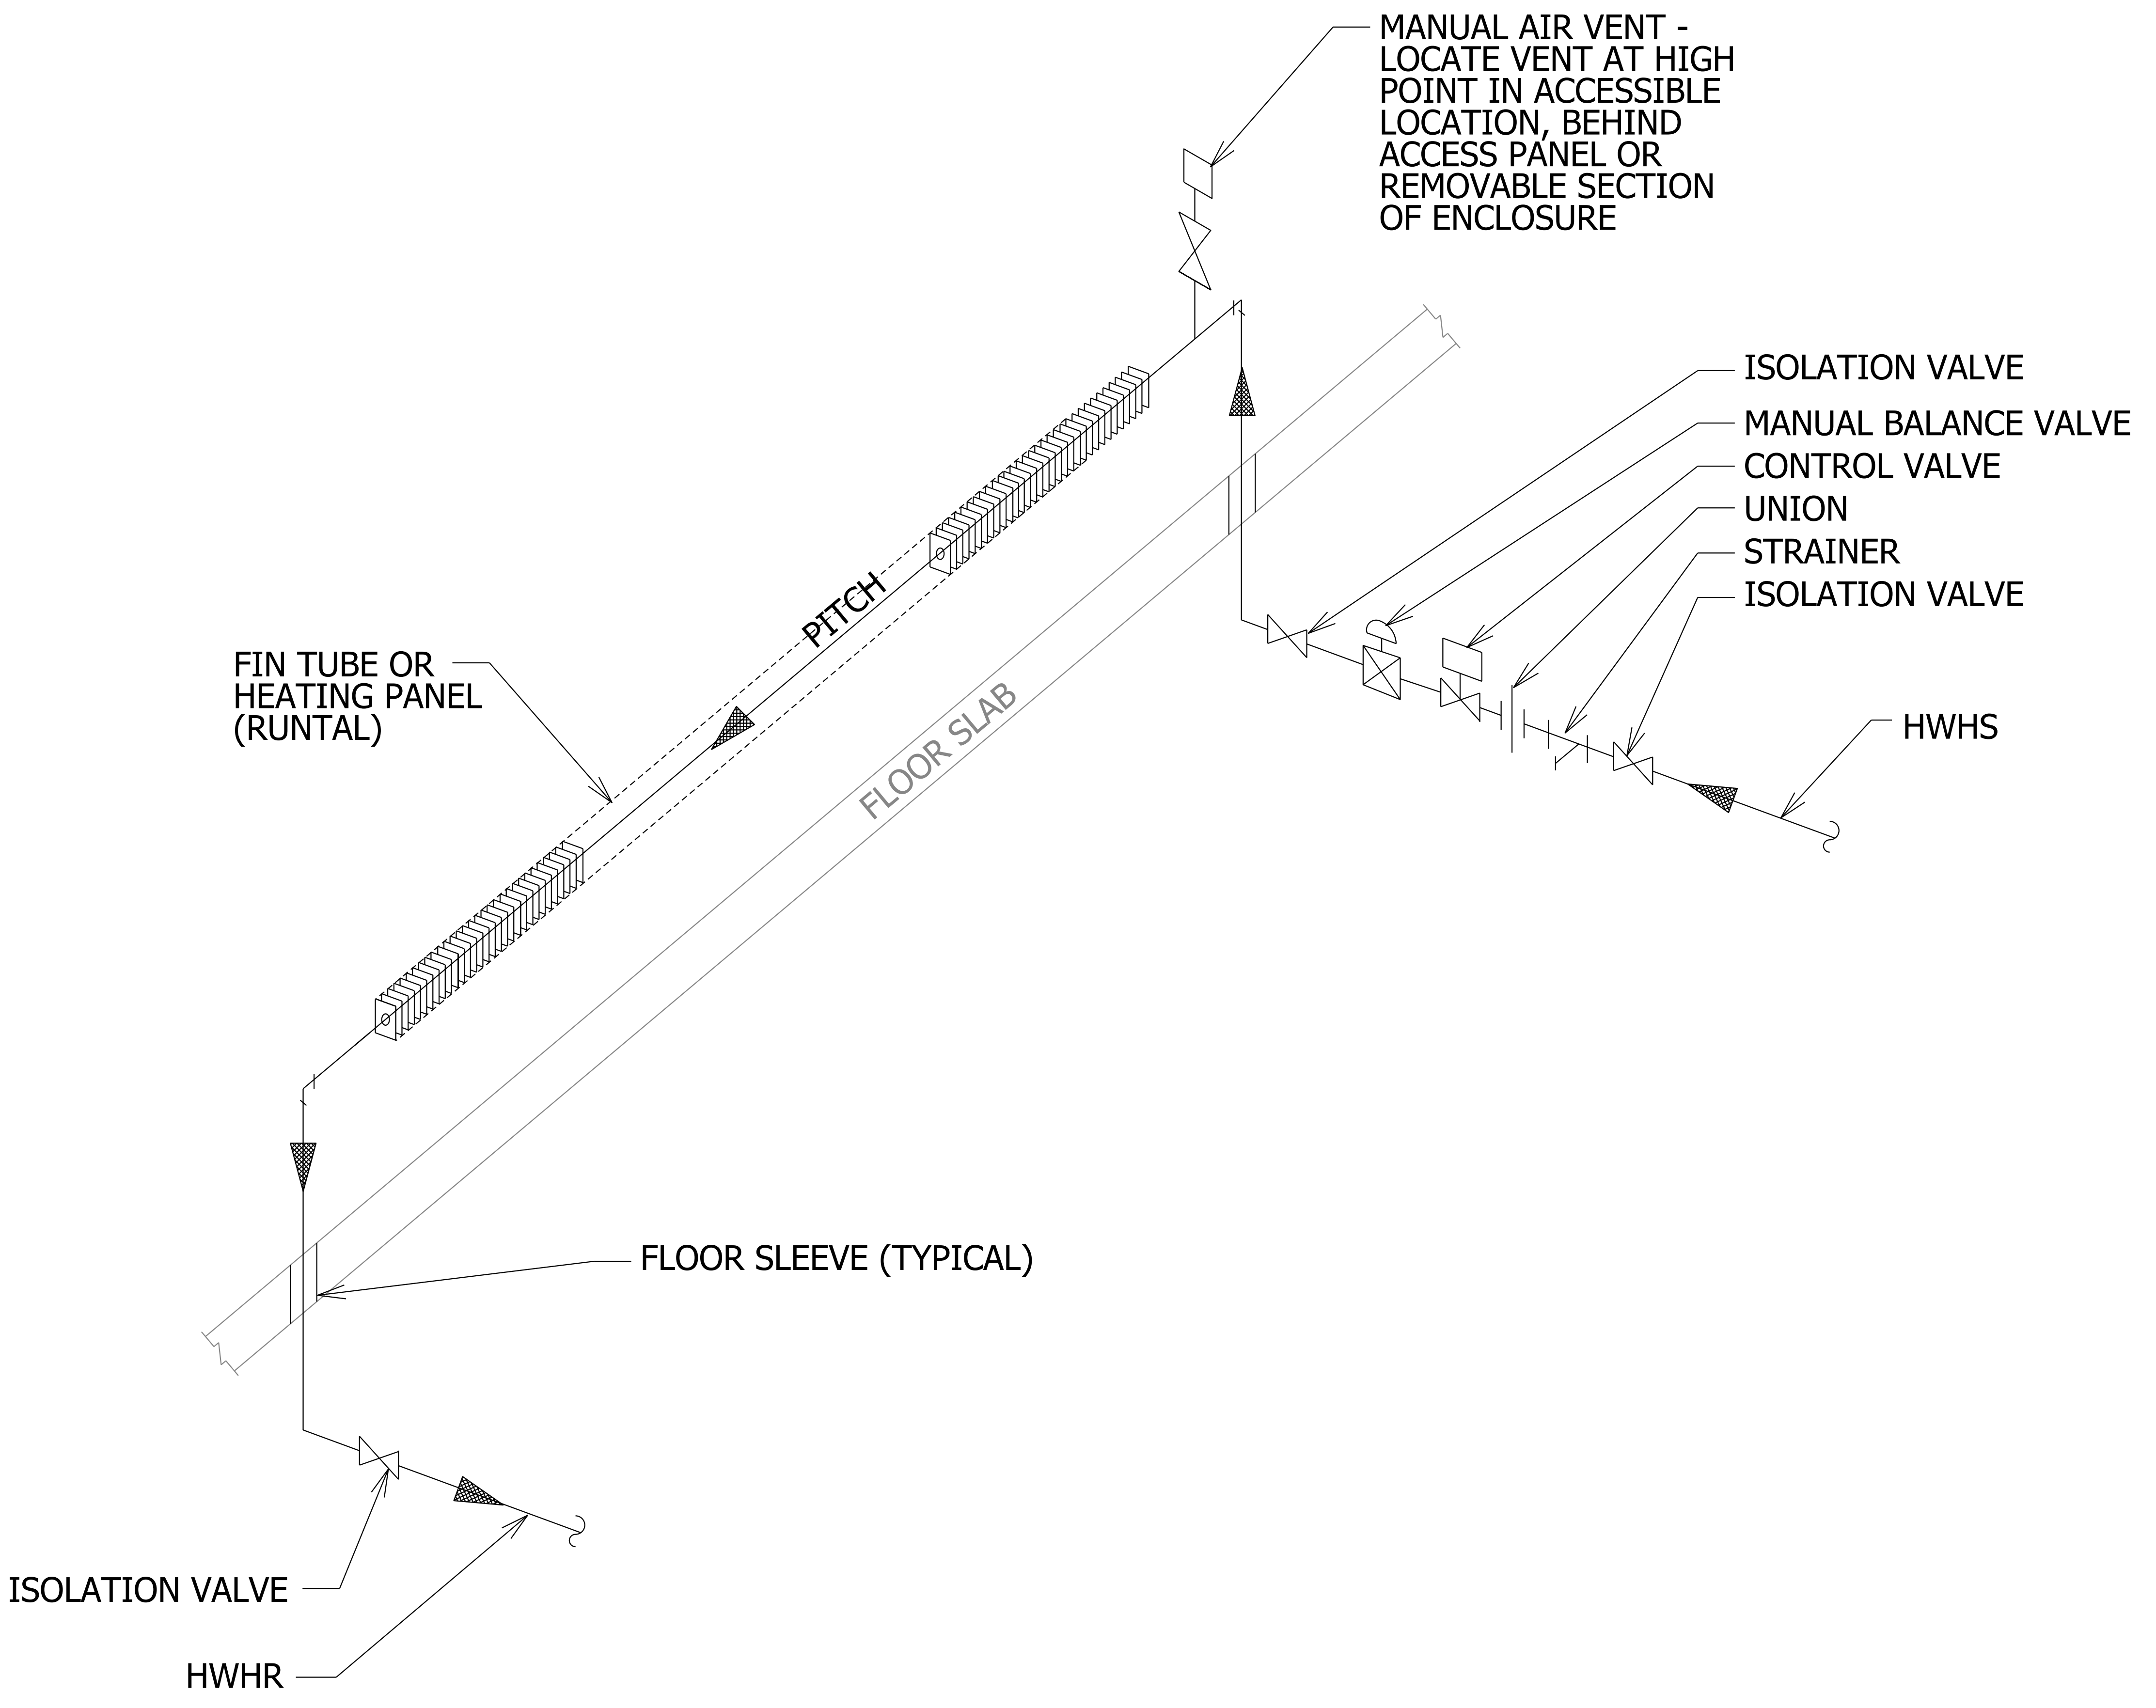 MANUAL AIR VENT -
LOCATE VENT AT HIGH
POINT IN ACCESSIBLE
LOCATION, BEHIND
ACCESS PANEL OR
REMOVABLE SECTION
OF ENCLOSURE
ISOLATION VALVE
MANUAL BALANCE VALVE
CONTROL VALVE
UNION
STRAINER
ISOLATION VALVE
HWHS
PITCH
FIN TUBE OR
HEATING PANEL
(RUNTAL)
FLOOR SLAB
FLOOR SLEEVE (TYPICAL)
ISOLATION VALVE
HWHR